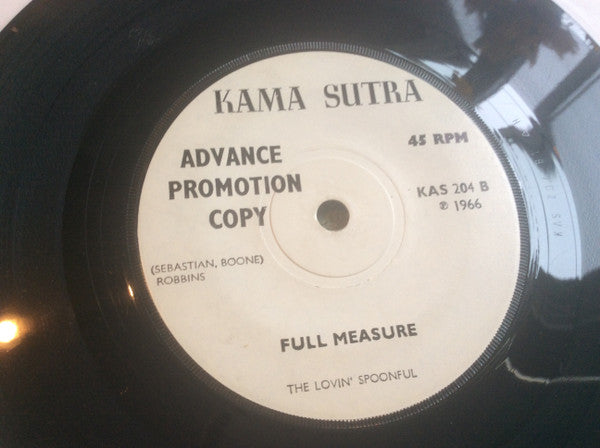 KAMA SUTRA
45 RPM
ADVANCE
PROMOTION
COPY
KAS 204 B
℗ 1966
(SEBASTIAN, BOONE)
ROBBINS
FULL MEASURE
THE LOVIN' SPOONFUL